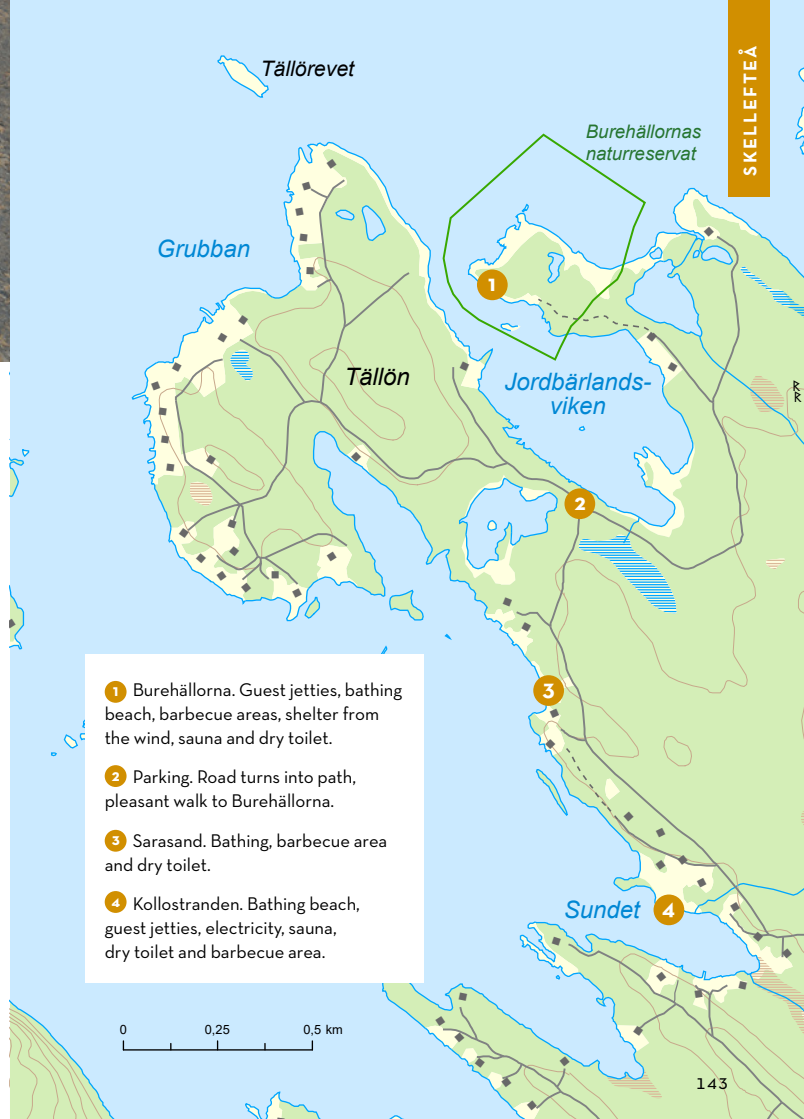 SKELLEFTEÅ
Tällörevet
Burehällornas
naturreservat
Grubban
1
Tällön
Jordbärlands-
viken
R
R
2
3
1 Burehällorna. Guest jetties, bathing
beach, barbecue areas, shelter from
the wind, sauna and dry toilet.
2 Parking. Road turns into path,
pleasant walk to Burehällorna.
3 Sarasand. Bathing, barbecue area
and dry toilet.
4 Kollostranden. Bathing beach,
guest jetties, electricity, sauna,
dry toilet and barbecue area.
Sundet
4
0 0,25 0,5 km
143